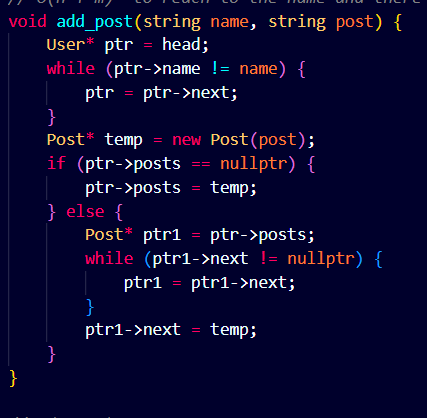 // O(n + m) to reach to the name and there
void add_post(string name, string post) {
    User* ptr = head;
    while (ptr->name != name) {
        ptr = ptr->next;
    }
    Post* temp = new Post(post);
    if (ptr->posts == nullptr) {
        ptr->posts = temp;
    } else {
        Post* ptr1 = ptr->posts;
        while (ptr1->next != nullptr) {
            ptr1 = ptr1->next;
        }
        ptr1->next = temp;
    }
}